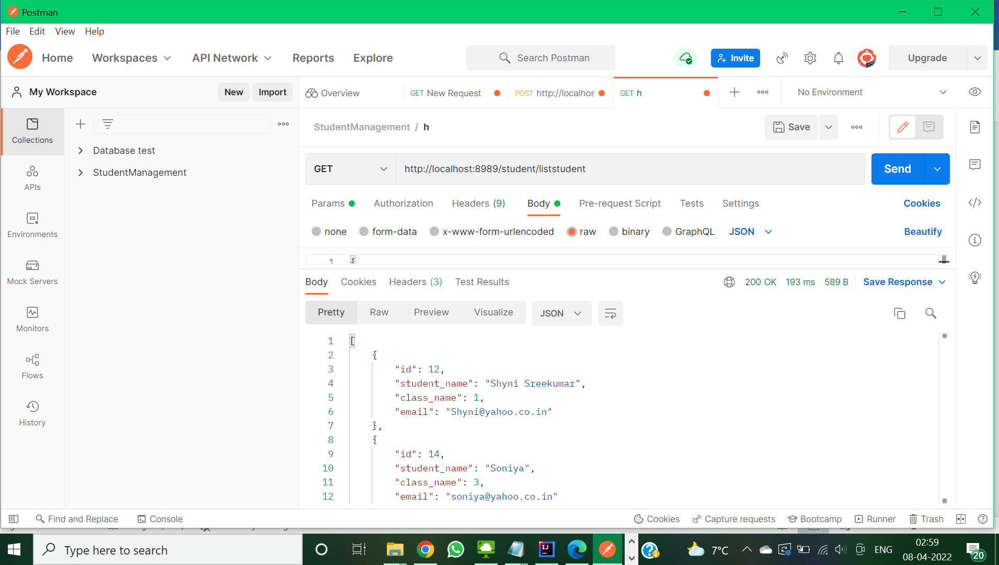 Postman
File Edit View Help
Home Workspaces API Network Reports Explore Search Postman Invite Upgrade
My Workspace New Import Overview GET New Request POST http://localhos GET h No Environment
StudentManagement / h Save
Collections
Database test
StudentManagement
GET http://localhost:8989/student/liststudent Send
APIs
Params Authorization Headers (9) Body Pre-request Script Tests Settings Cookies
none form-data x-www-form-urlencoded raw binary GraphQL JSON Beautify
Environments
1 {
Mock Servers
Body Cookies Headers (3) Test Results 200 OK 193 ms 589 B Save Response
Pretty Raw Preview Visualize JSON
Monitors
Flows
History
1 [
2 {
3 "id": 12,
4 "student_name": "Shyni Sreekumar",
5 "class_name": 1,
6 "email": "Shyni@yahoo.co.in"
7 },
8 {
9 "id": 14,
10 "student_name": "Soniya",
11 "class_name": 3,
12 "email": "soniya@yahoo.co.in"
Find and Replace Console Cookies Capture requests Bootcamp Runner Trash
Type here to search 7°C ENG 02:59
08-04-2022 20